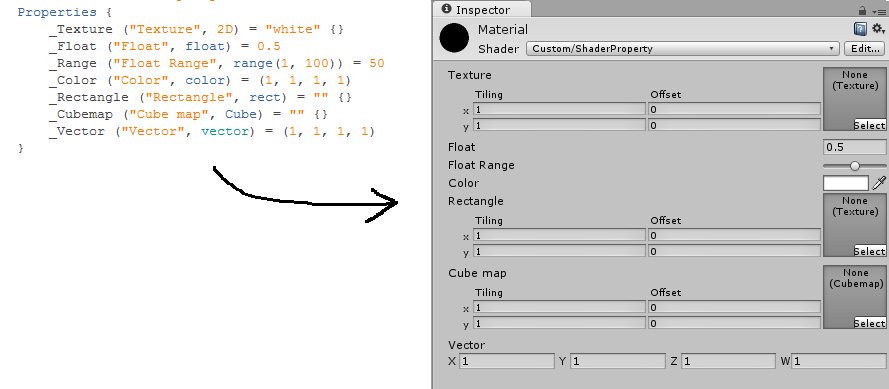 Properties {
_Texture ("Texture", 2D) = "white" {}
_Float ("Float", float) = 0.5
_Range ("Float Range", range(1, 100)) = 50
_Color ("Color", color) = (1, 1, 1, 1)
_Rectangle ("Rectangle", rect) = "" {}
_Cubemap ("Cube map", Cube) = "" {}
_Vector ("Vector", vector) = (1, 1, 1, 1)
}
Inspector
Material
Shader Custom/ShaderProperty Edit...
Texture None
(Texture)
Tiling Offset
x 1 0
y 1 0 Select
Float 0.5
Float Range
Color
Rectangle None
(Texture)
Tiling Offset
x 1 0
y 1 0 Select
Cube map None
(Cubemap)
Tiling Offset
x 1 0
y 1 0 Select
Vector
X 1 Y 1 Z 1 W 1